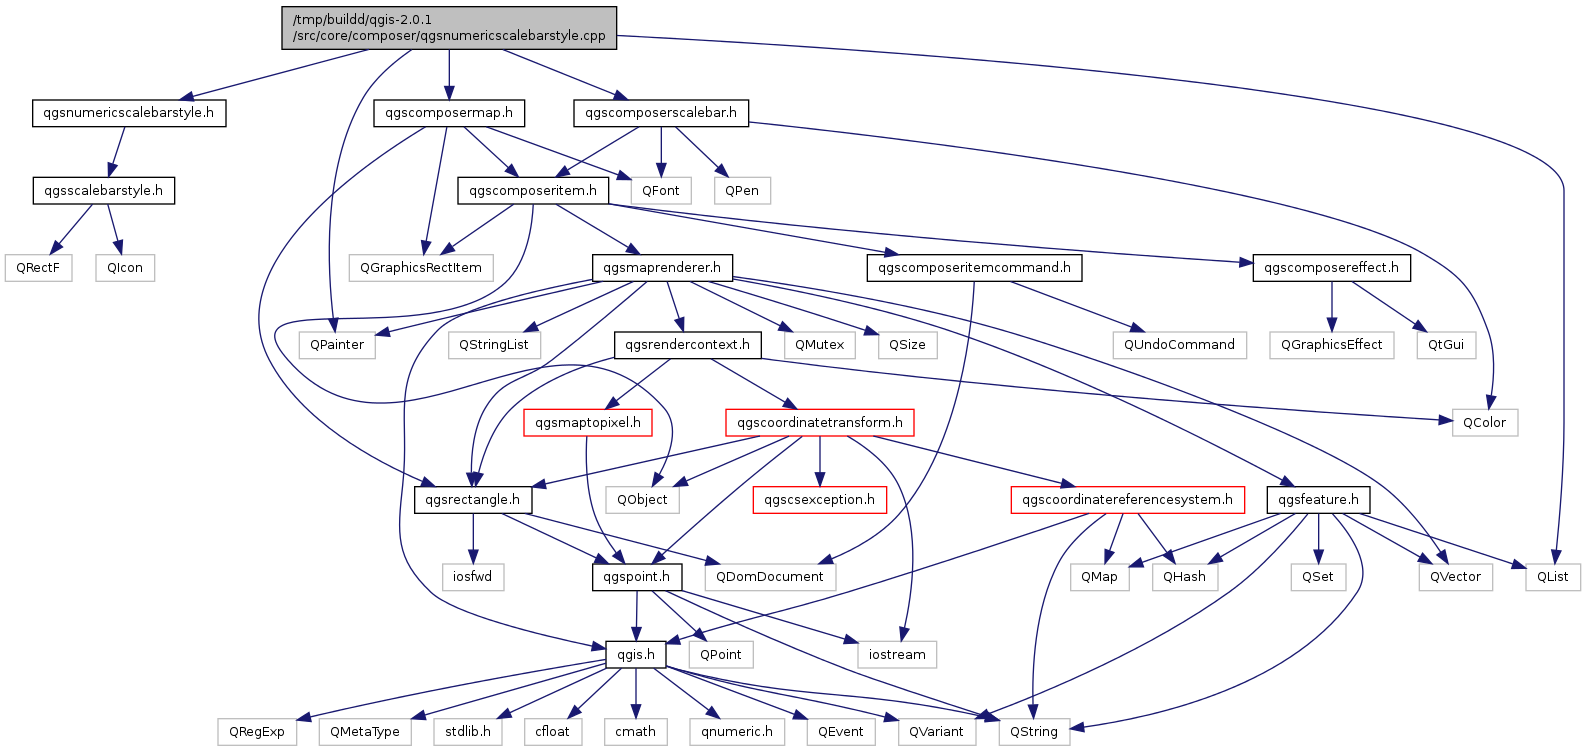 /tmp/buildd/qgis-2.0.1
/src/core/composer/qgsnumericscalebarstyle.cpp
qgsnumericscalebarstyle.h
qgscomposermap.h
qgscomposerscalebar.h
qgsscalebarstyle.h
qgscomposeritem.h
QFont
QPen
QRectF
QIcon
QGraphicsRectItem
qgsmaprenderer.h
qgscomposeritemcommand.h
qgscomposereffect.h
QPainter
QStringList
qgsrendercontext.h
QMutex
QSize
QUndoCommand
QGraphicsEffect
QtGui
qgsmaptopixel.h
qgscoordinatetransform.h
QColor
qgsrectangle.h
QObject
qgscsexception.h
qgscoordinatereferencesystem.h
qgsfeature.h
iosfwd
qgspoint.h
QDomDocument
QMap
QHash
QSet
QVector
QList
qgis.h
QPoint
iostream
QRegExp
QMetaType
stdlib.h
cfloat
cmath
qnumeric.h
QEvent
QVariant
QString